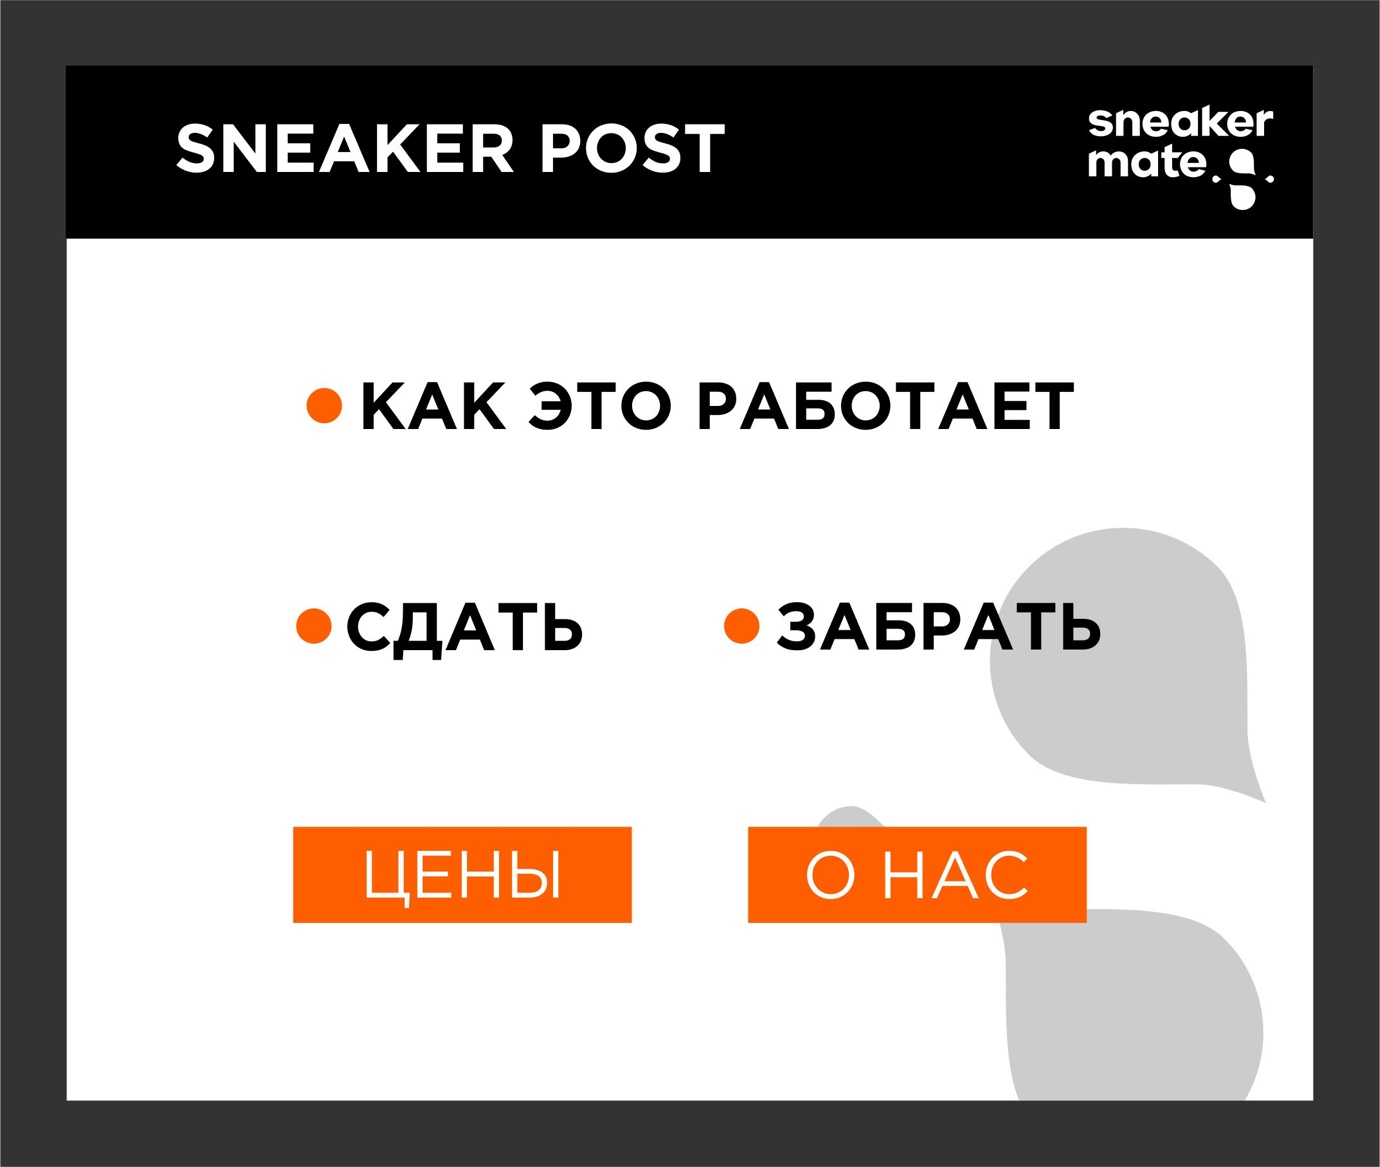 SNEAKER POST
sneaker
mate
КАК ЭТО РАБОТАЕТ
СДАТЬ
ЗАБРАТЬ
ЦЕНЫ
О НАС